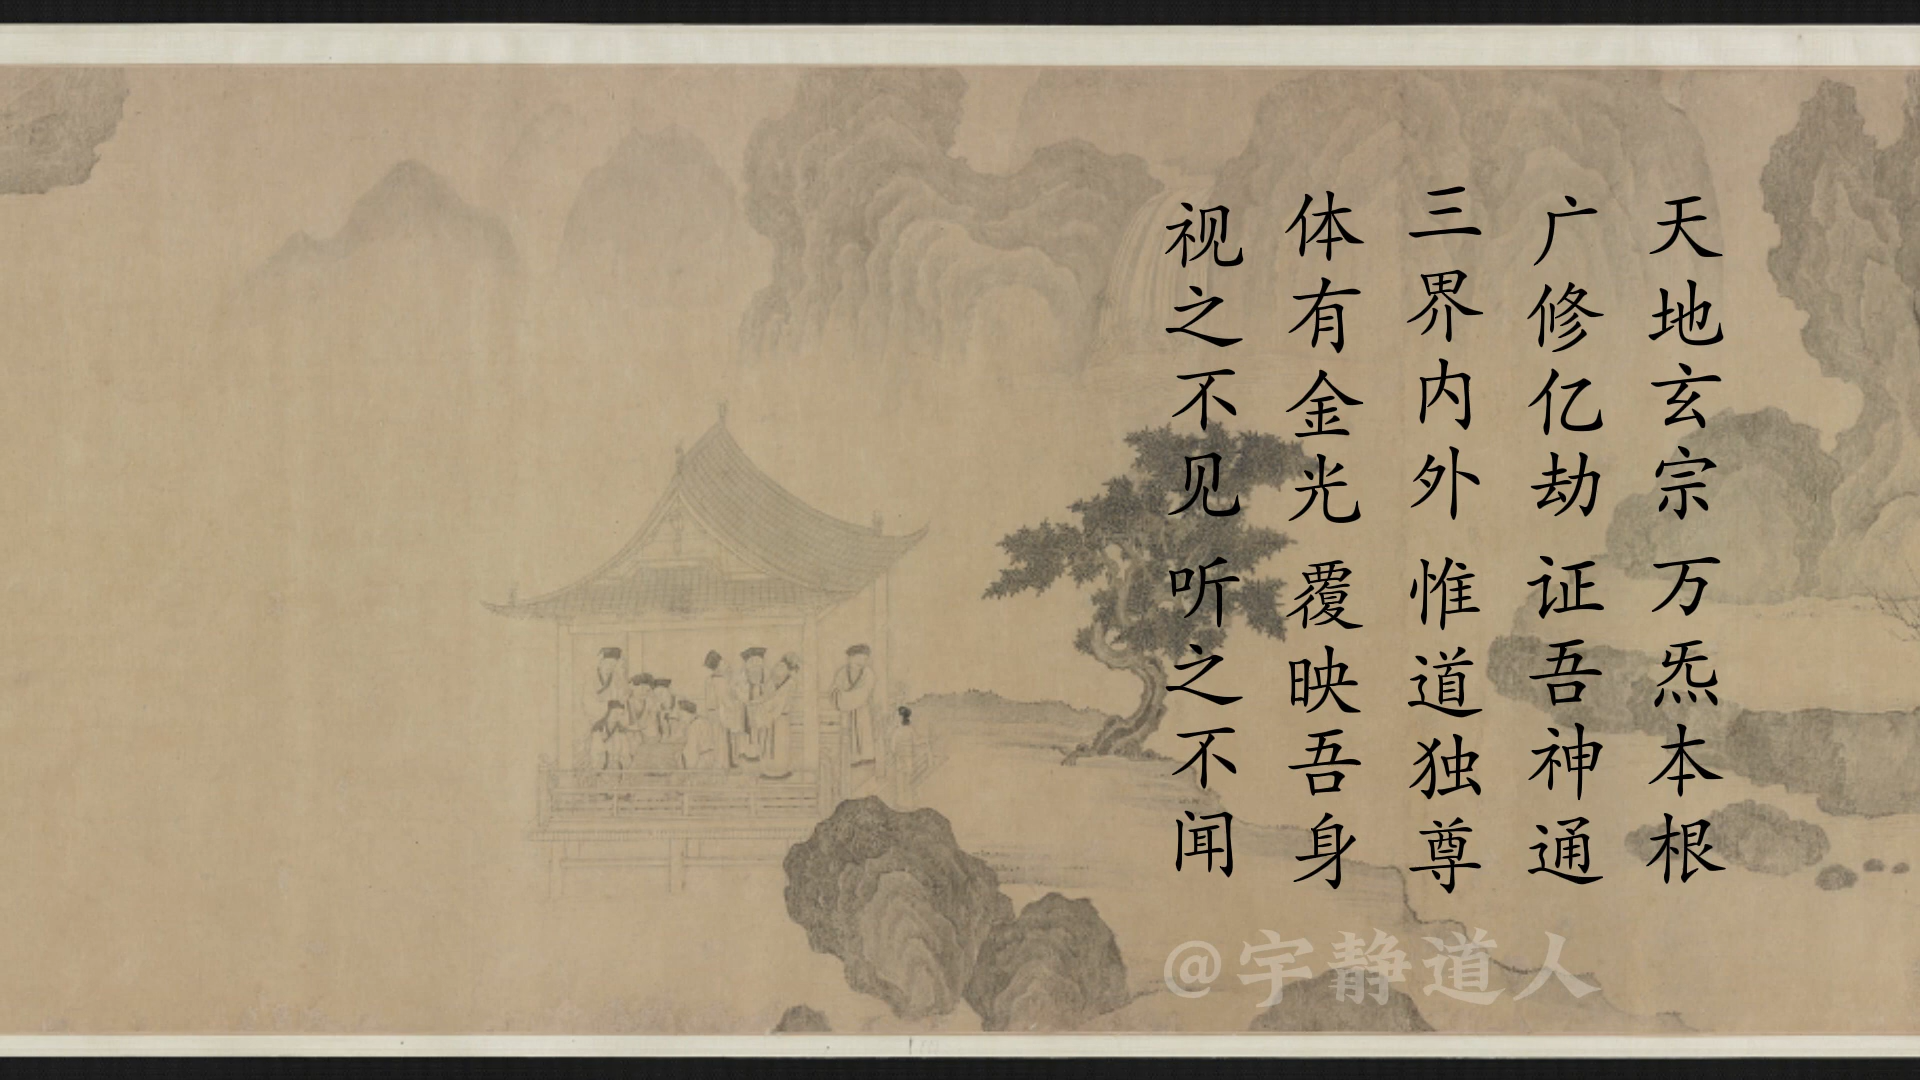 天地玄宗 万炁本根
广修亿劫 证吾神通
三界内外 惟道独尊
体有金光 覆映吾身
视之不见 听之不闻
@宇静道人